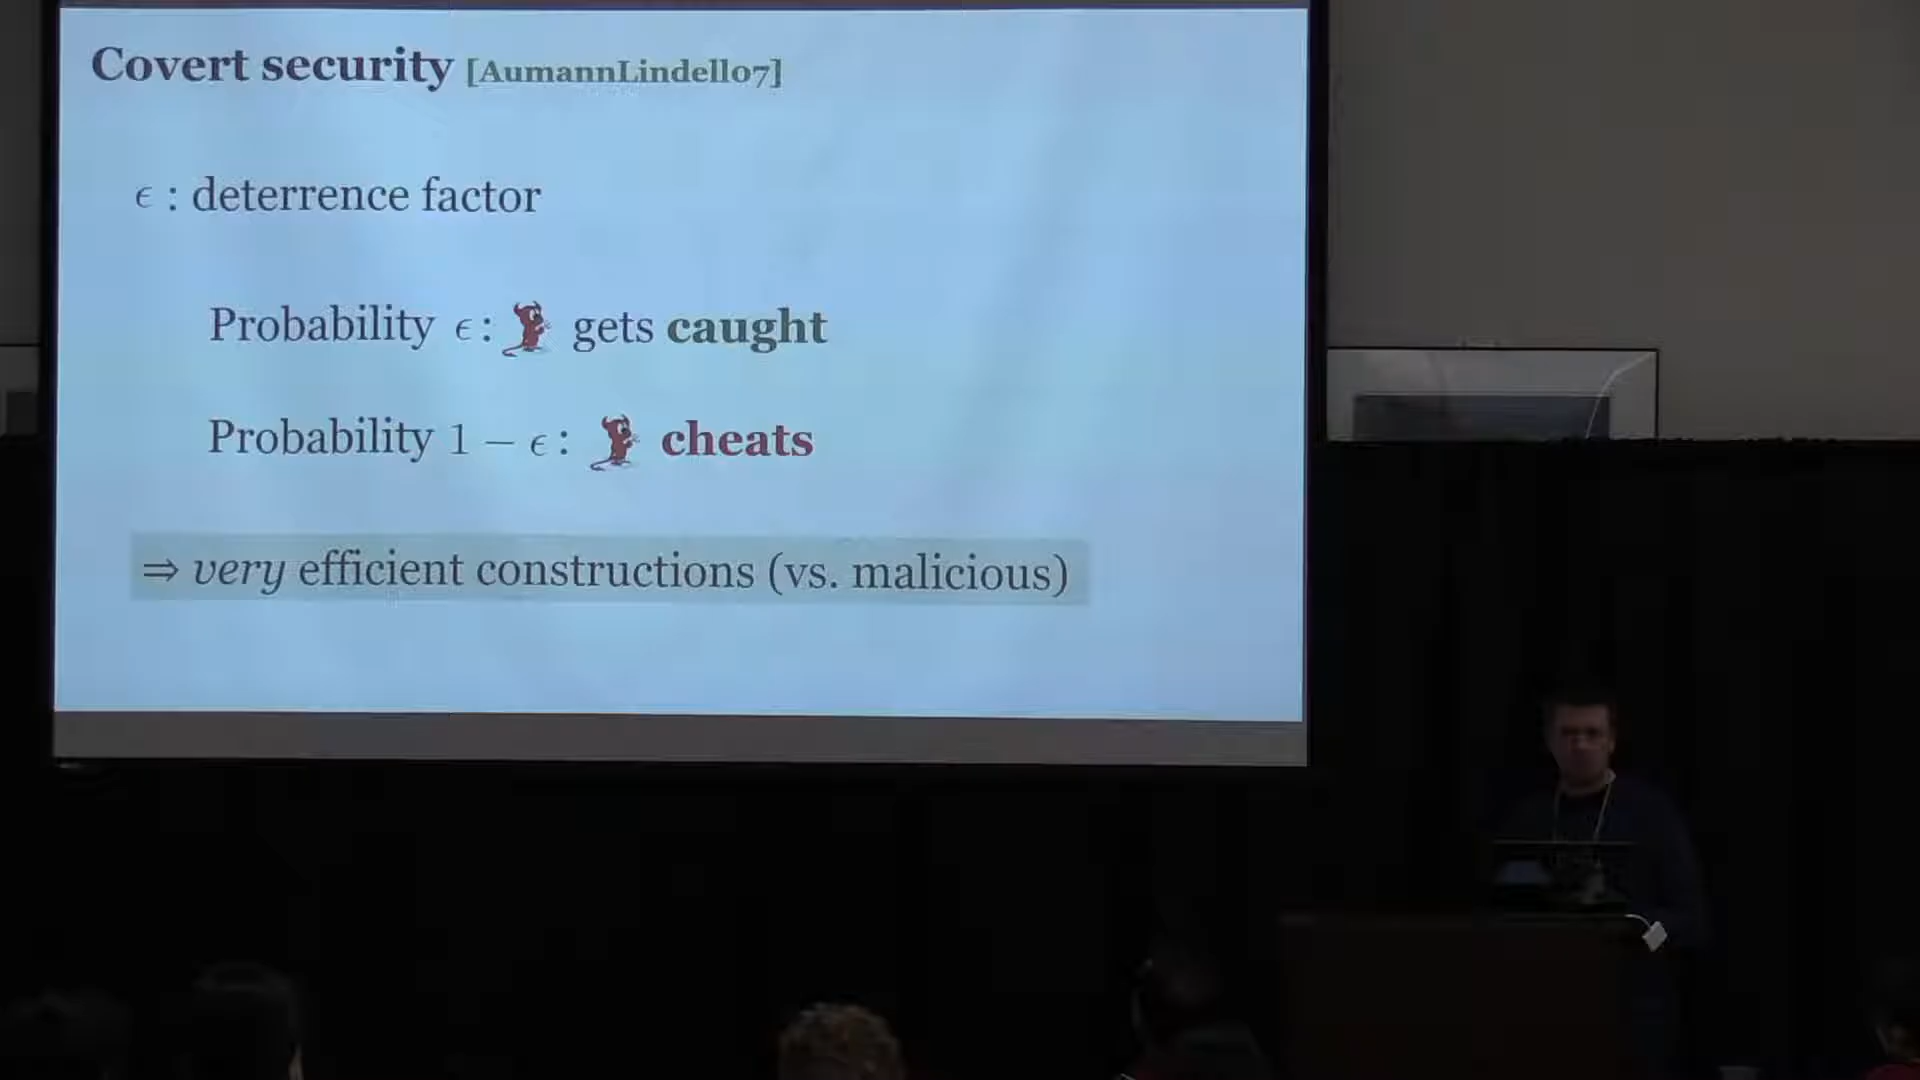 Covert security [AumannLindell07]
ϵ : deterrence factor
Probability ϵ: gets caught
Probability 1 − ϵ: cheats
⇒ very efficient constructions (vs. malicious)